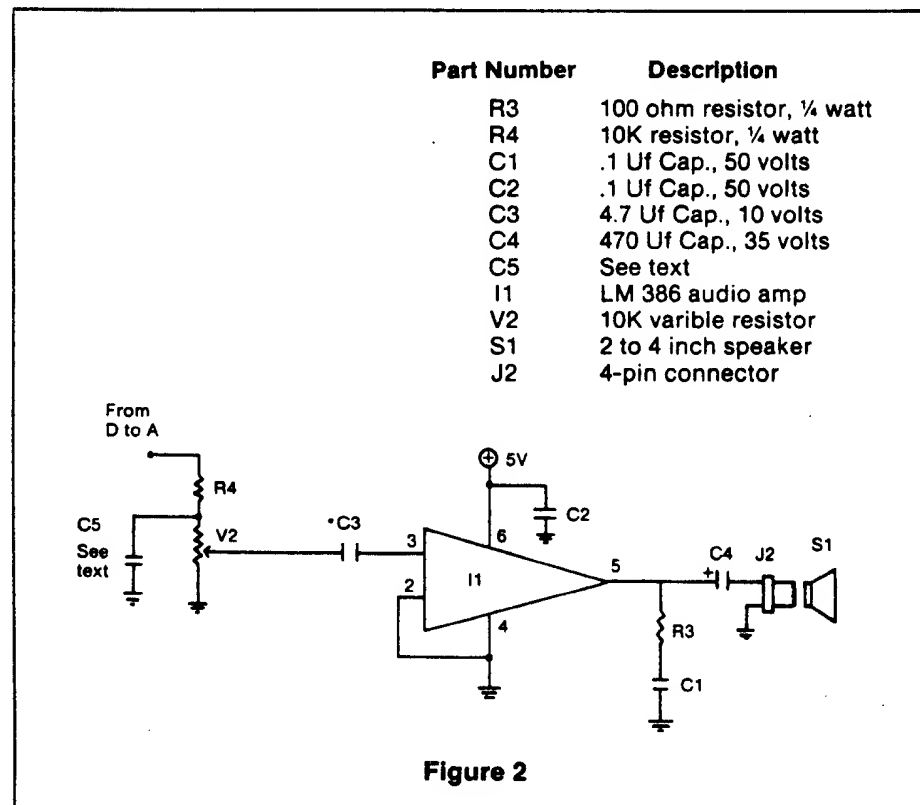 Part Number Description
R3 100 ohm resistor, ¼ watt
R4 10K resistor, ¼ watt
C1 .1 Uf Cap., 50 volts
C2 .1 Uf Cap., 50 volts
C3 4.7 Uf Cap., 10 volts
C4 470 Uf Cap., 35 volts
C5 See text
I1 LM 386 audio amp
V2 10K varible resistor
S1 2 to 4 inch speaker
J2 4-pin connector
From
D to A
R4
C5
See
text
V2
C3
3
2
I1
6
4
5V
C2
5
R3
C1
+
C4
J2
S1
Figure 2